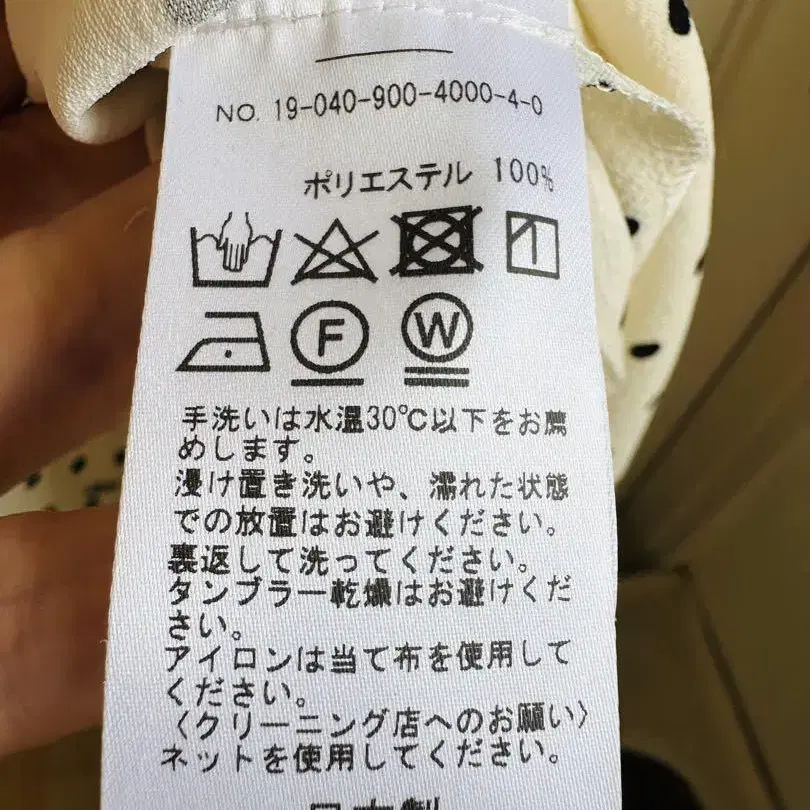 NO. 19-040-900-4000-4-0
ポリエステル 100%
F W
手洗いは水温30℃以下をお薦
めします。
浸け置き洗いや、濡れた状態
での放置はお避けください。
裏返して洗ってください。
タンブラー乾燥はお避けくだ
さい。
アイロンは当て布を使用して
ください。
〈クリーニング店へのお願い〉
ネットを使用してください。